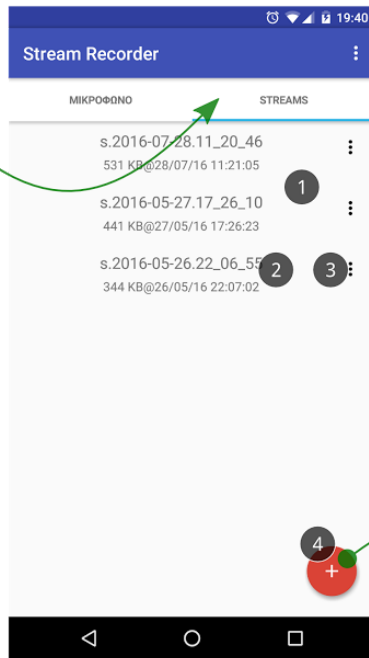 19:40
Stream Recorder
ΜΙΚΡΟΦΩΝΟ STREAMS
s.2016-07-28.11_20_46
531 KB@28/07/16 11:21:05
1
s.2016-05-27.17_26_10
441 KB@27/05/16 17:26:23
s.2016-05-26.22_06_55
2 3
344 KB@26/05/16 22:07:02
4
+